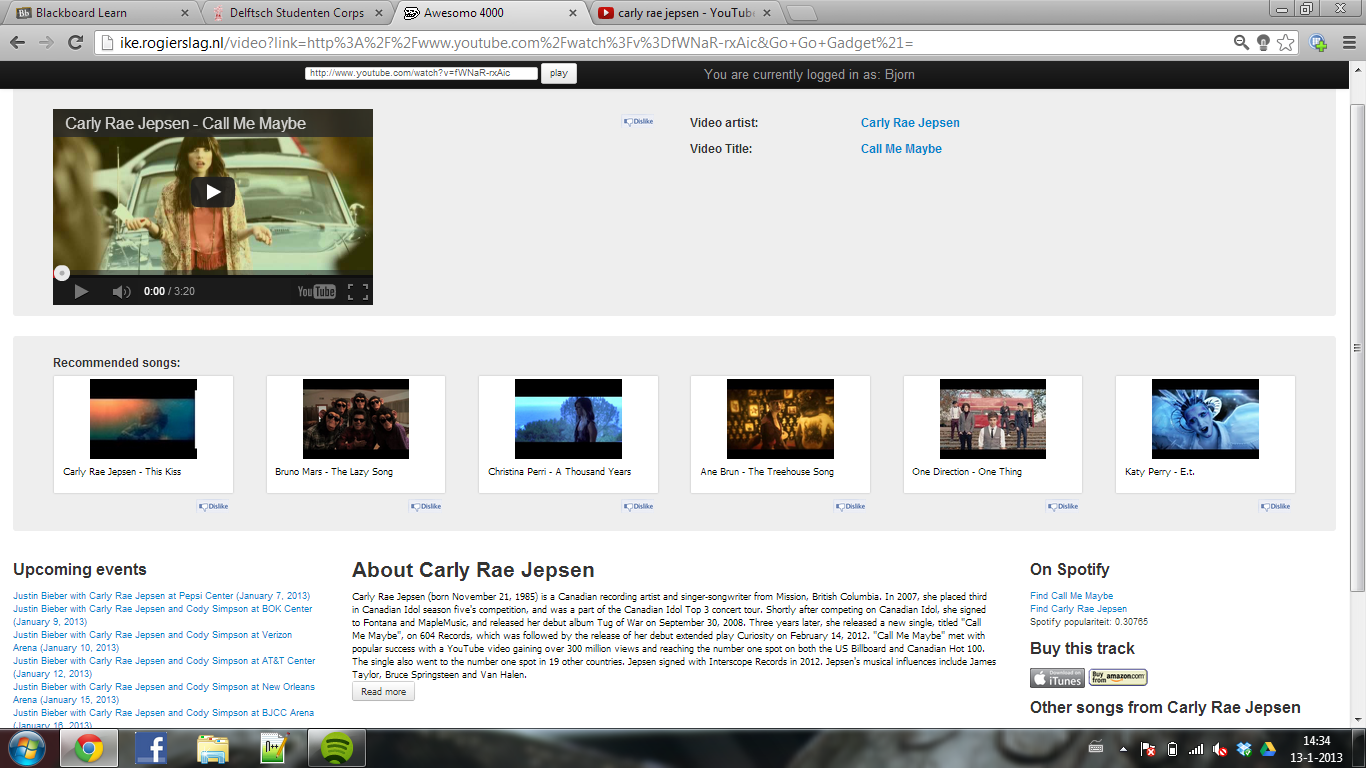 Blackboard Learn
Delftsch Studenten Corps
Awesomo 4000
carly rae jepsen - YouTube
ike.rogierslag.nl/video?link=http%3A%2F%2Fwww.youtube.com%2Fwatch%3Fv%3DfWNaR-rxAic&Go+Go+Gadget%21=
http://www.youtube.com/watch?v=fWNaR-rxAic
play
You are currently logged in as: Bjorn
Carly Rae Jepsen - Call Me Maybe
0:00 / 3:20
YouTube
Dislike
Video artist:
Carly Rae Jepsen
Video Title:
Call Me Maybe
Recommended songs:
Carly Rae Jepsen - This Kiss
Bruno Mars - The Lazy Song
Christina Perri - A Thousand Years
Ane Brun - The Treehouse Song
One Direction - One Thing
Katy Perry - E.t.
Dislike
Dislike
Dislike
Dislike
Dislike
Dislike
Upcoming events
Justin Bieber with Carly Rae Jepsen at Pepsi Center (January 7, 2013)
Justin Bieber with Carly Rae Jepsen and Cody Simpson at BOK Center
(January 9, 2013)
Justin Bieber with Carly Rae Jepsen and Cody Simpson at Verizon
Arena (January 10, 2013)
Justin Bieber with Carly Rae Jepsen and Cody Simpson at AT&T Center
(January 12, 2013)
Justin Bieber with Carly Rae Jepsen and Cody Simpson at New Orleans
Arena (January 15, 2013)
Justin Bieber with Carly Rae Jepsen and Cody Simpson at BJCC Arena
(January 16, 2013)
About Carly Rae Jepsen
Carly Rae Jepsen (born November 21, 1985) is a Canadian recording artist and singer-songwriter from Mission, British Columbia. In 2007, she placed third
in Canadian Idol season five's competition, and was a part of the Canadian Idol Top 3 concert tour. Shortly after competing on Canadian Idol, she signed
to Fontana and MapleMusic, and released her debut album Tug of War on September 30, 2008. Three years later, she released a new single, titled "Call
Me Maybe", on 604 Records, which was followed by the release of her debut extended play Curiosity on February 14, 2012. "Call Me Maybe" met with
popular success with a YouTube video gaining over 300 million views and reaching the number one spot on both the US Billboard and Canadian Hot 100.
The single also went to the number one spot in 19 other countries. Jepsen signed with Interscope Records in 2012. Jepsen's musical influences include James
Taylor, Bruce Springsteen and Van Halen.
Read more
On Spotify
Find Call Me Maybe
Find Carly Rae Jepsen
Spotify populariteit: 0.30765
Buy this track
Download on iTunes
Buy from amazon.com
Other songs from Carly Rae Jepsen
14:34
13-1-2013